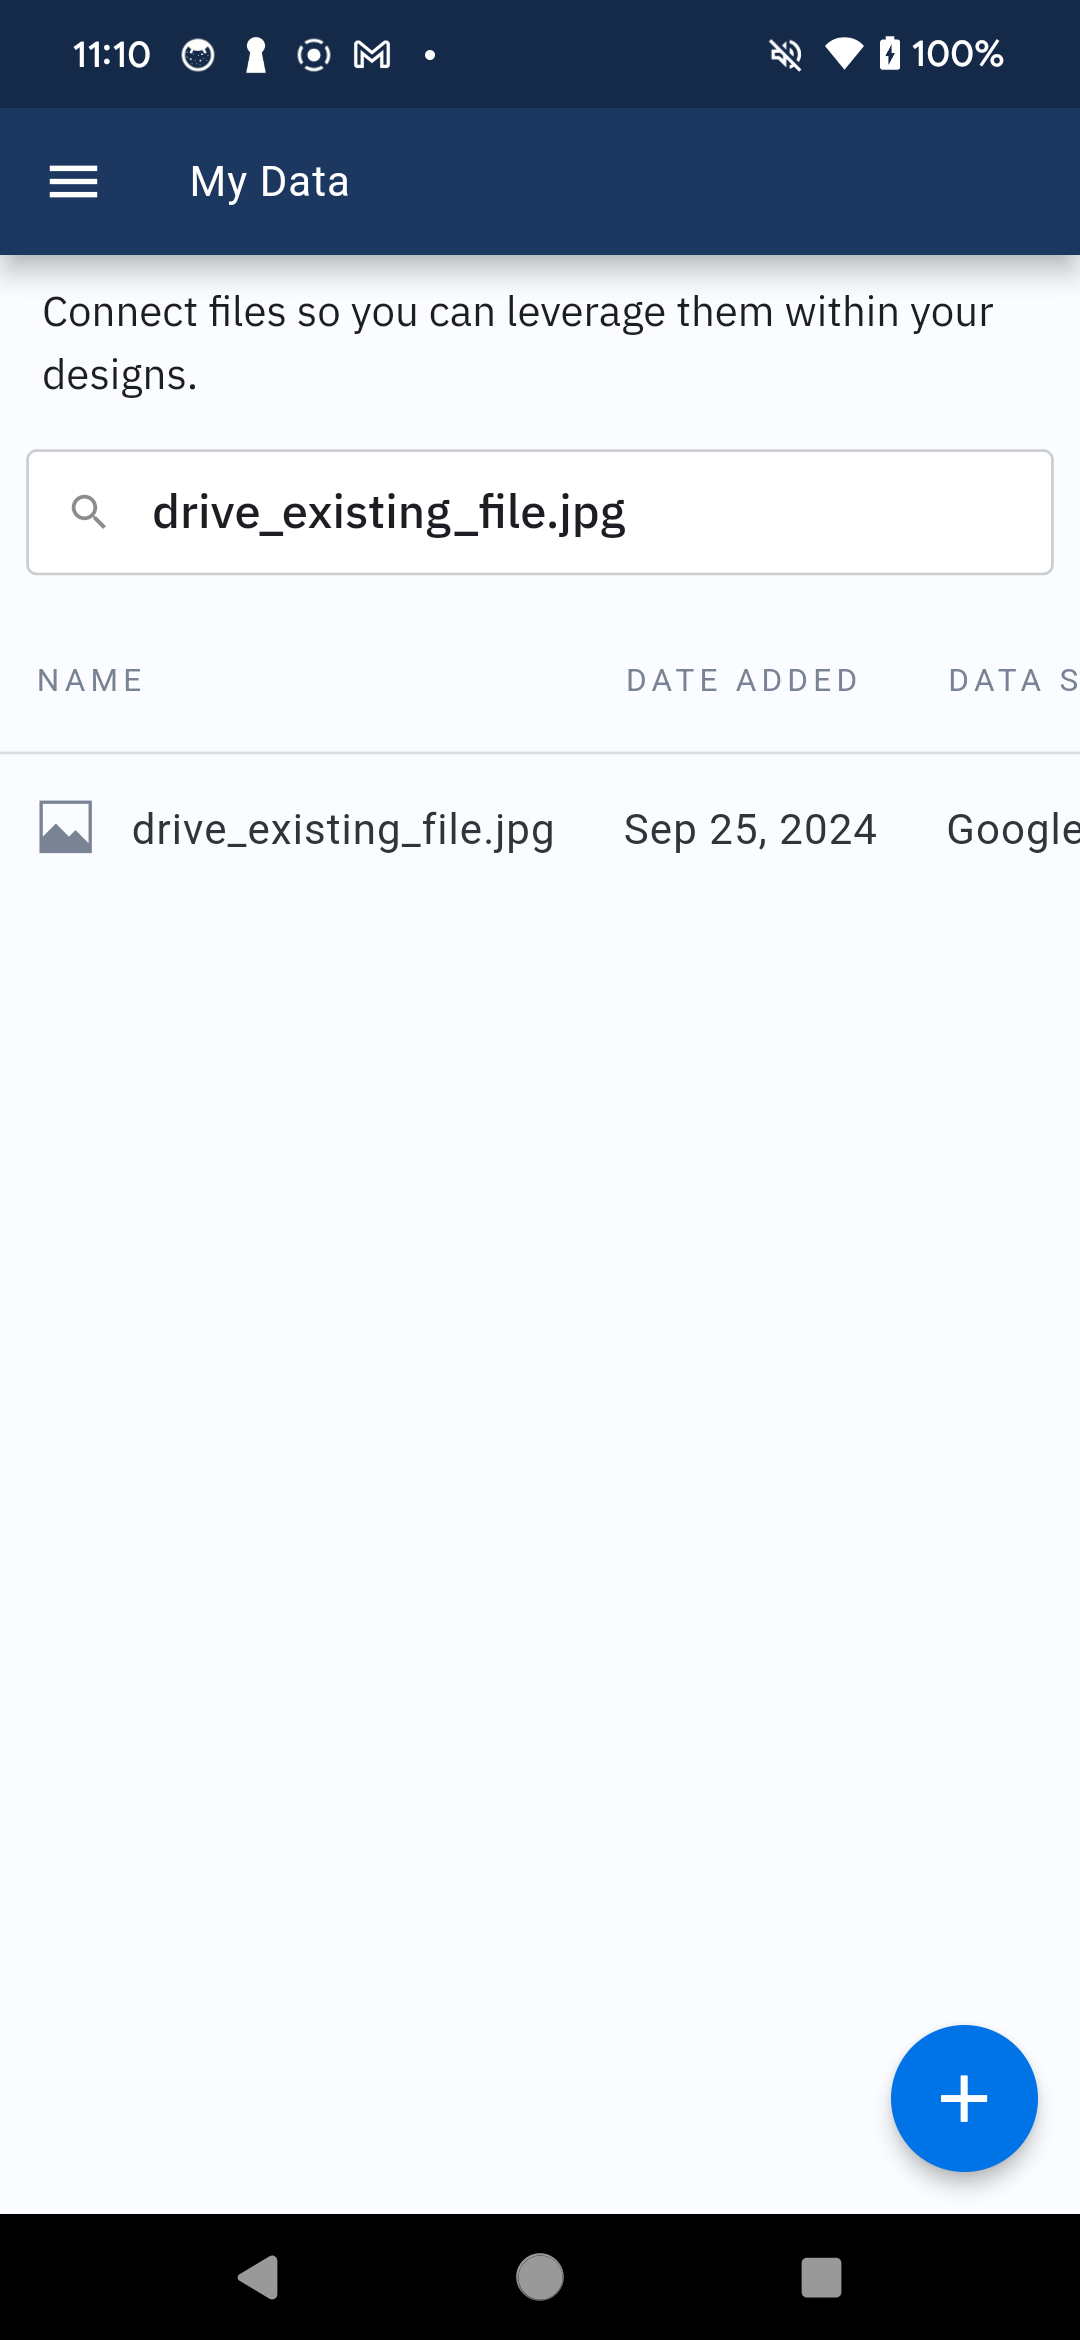 11:10 100%
My Data
Connect files so you can leverage them within your
designs.
drive_existing_file.jpg
NAME DATE ADDED DATA S
drive_existing_file.jpg Sep 25, 2024 Google